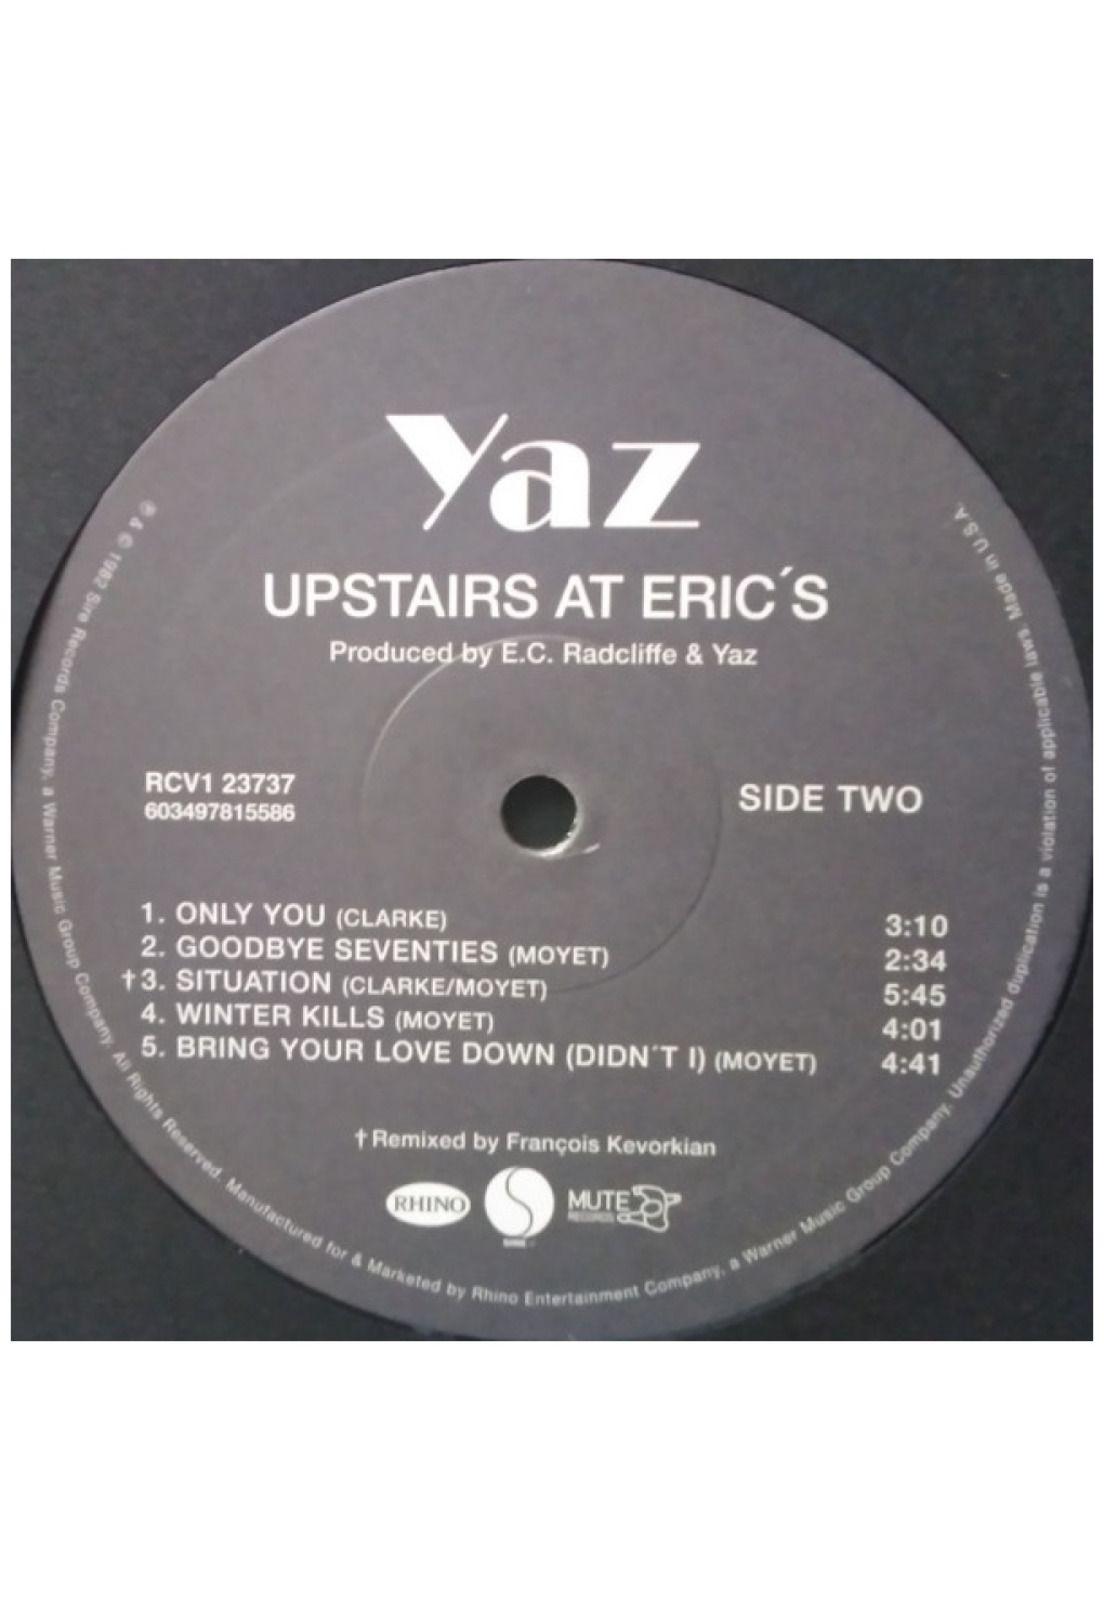 Yaz
UPSTAIRS AT ERIC´S
Produced by E.C. Radcliffe & Yaz
RCV1 23737
603497815586
SIDE TWO
1. ONLY YOU (CLARKE) 3:10
2. GOODBYE SEVENTIES (MOYET) 2:34
†3. SITUATION (CLARKE/MOYET) 5:45
4. WINTER KILLS (MOYET) 4:01
5. BRING YOUR LOVE DOWN (DIDN´T I) (MOYET) 4:41
† Remixed by François Kevorkian
RHINO
SIRE
MUTE
RECORDS
℗ & © 1982 Sire Records Company, a Warner Music Group Company. All Rights Reserved. Manufactured for & Marketed by Rhino Entertainment Company, a Warner Music Group Company. Unauthorized duplication is a violation of applicable laws. Made in U.S.A.